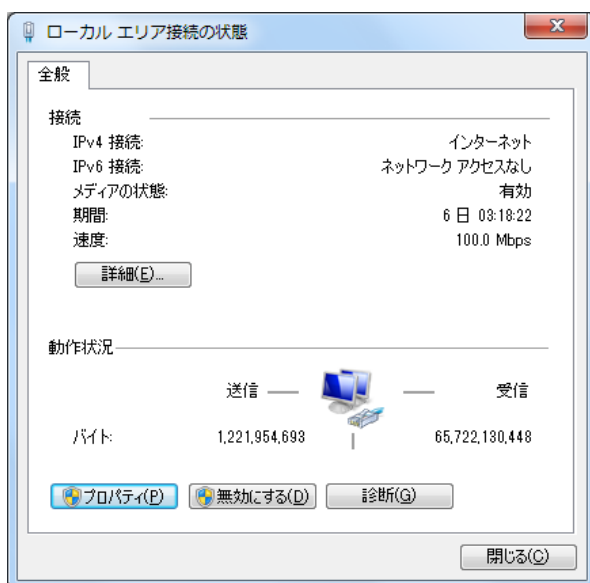 ローカル エリア接続の状態
全般
接続
IPv4 接続: インターネット
IPv6 接続: ネットワーク アクセスなし
メディアの状態: 有効
期間: 6 日 03:18:22
速度: 100.0 Mbps
詳細(E)...
動作状況
送信 受信
バイト: 1,221,954,693 65,722,130,448
プロパティ(P) 無効にする(D) 診断(G)
閉じる(C)